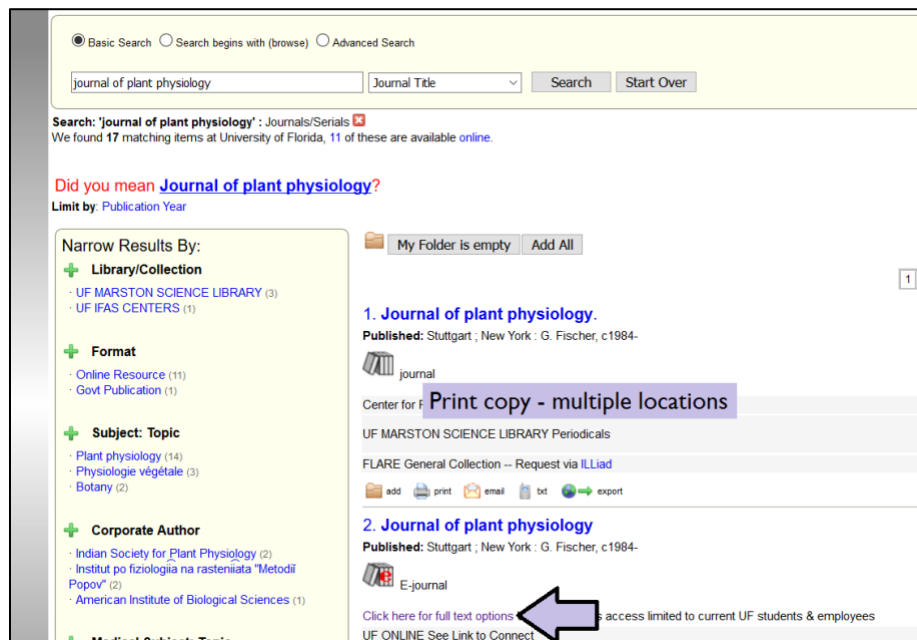 Basic Search Search begins with (browse) Advanced Search
journal of plant physiology Journal Title Search Start Over
Search: 'journal of plant physiology' : Journals/Serials
We found 17 matching items at University of Florida, 11 of these are available online.
Did you mean Journal of plant physiology?
Limit by: Publication Year
Narrow Results By:
Library/Collection
· UF MARSTON SCIENCE LIBRARY (3)
· UF IFAS CENTERS (1)
Format
· Online Resource (11)
· Govt Publication (1)
Subject: Topic
· Plant physiology (14)
· Physiologie végétale (3)
· Botany (2)
Corporate Author
· Indian Society for Plant Physiology (2)
· Institut po fiziologii͡a na rastenii͡ata "Metodiĭ
Popov" (2)
· American Institute of Biological Sciences (1)
My Folder is empty Add All
1
1. Journal of plant physiology.
Published: Stuttgart ; New York : G. Fischer, c1984-
journal
Center for
Print copy - multiple locations
UF MARSTON SCIENCE LIBRARY Periodicals
FLARE General Collection -- Request via ILLiad
add print email txt export
2. Journal of plant physiology
Published: Stuttgart ; New York : G. Fischer, c1984-
E-journal
Click here for full text options access limited to current UF students & employees
UF ONLINE See Link to Connect